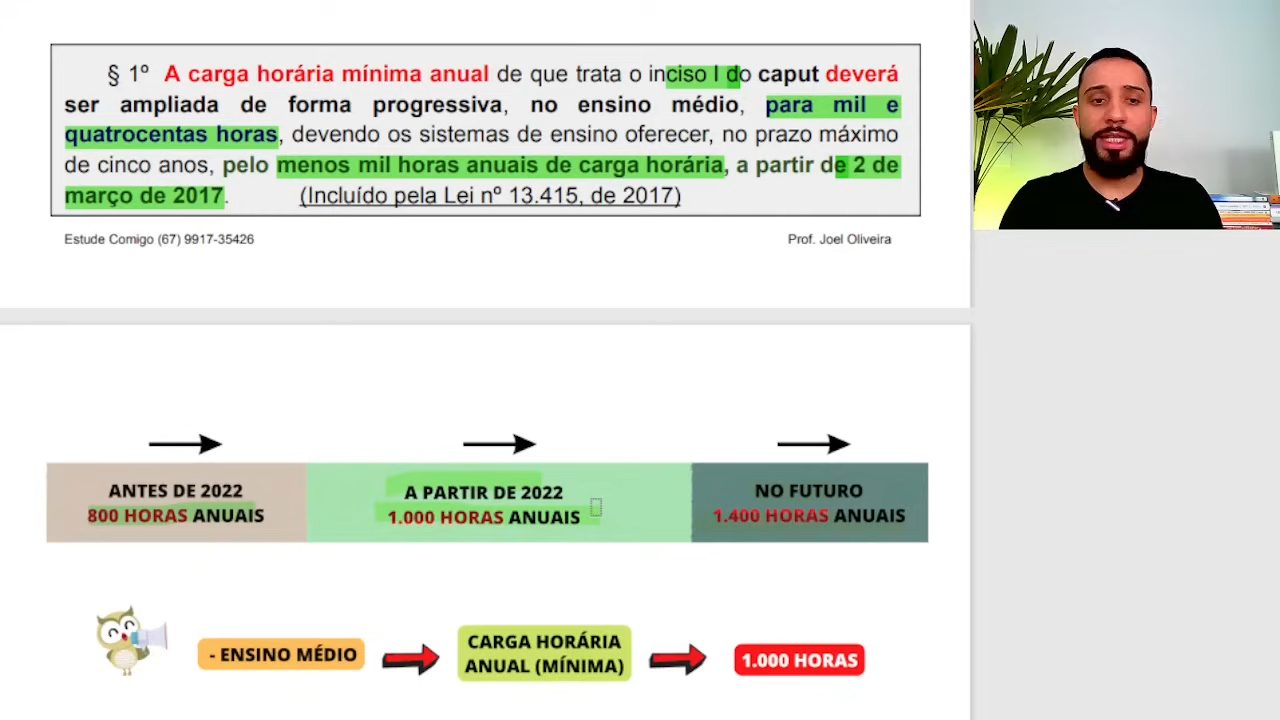 § 1º A carga horária mínima anual de que trata o inciso I do caput deverá
ser ampliada de forma progressiva, no ensino médio, para mil e
quatrocentas horas, devendo os sistemas de ensino oferecer, no prazo máximo
de cinco anos, pelo menos mil horas anuais de carga horária, a partir de 2 de
março de 2017. (Incluído pela Lei nº 13.415, de 2017)
Estude Comigo (67) 9917-35426 Prof. Joel Oliveira
ANTES DE 2022
800 HORAS ANUAIS
A PARTIR DE 2022
1.000 HORAS ANUAIS
NO FUTURO
1.400 HORAS ANUAIS
- ENSINO MÉDIO
CARGA HORÁRIA
ANUAL (MÍNIMA)
1.000 HORAS